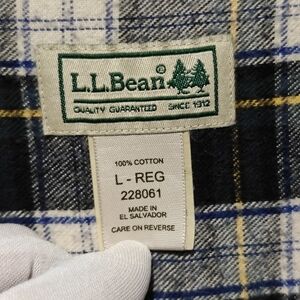 L.L.Bean®
QUALITY GUARANTEED SINCE 1912
100% COTTON
L - REG
228061
MADE IN
EL SALVADOR
CARE ON REVERSE